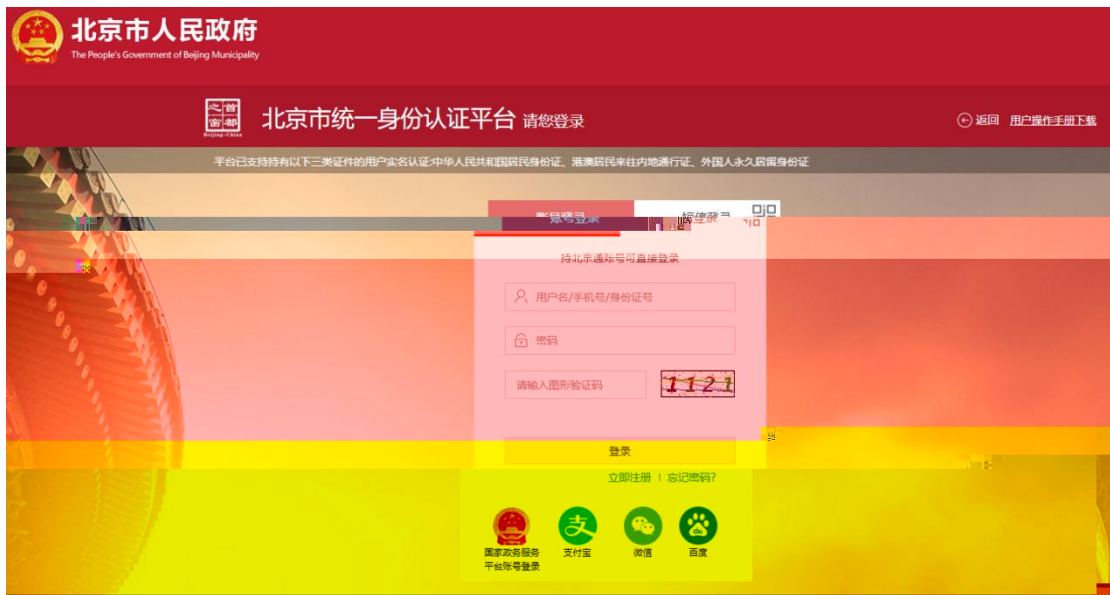 北京市人民政府
The People's Government of Beijing Municipality
首都之窗
Beijing-China
北京市统一身份认证平台 请您登录
返回 用户操作手册下载
平台已支持持有以下三类证件的用户实名认证:中华人民共和国居民身份证、港澳居民来往内地通行证、外国人永久居留身份证
登录
持北京通账号可直接登录
用户名/手机号/身份证号
密码
请输入图形验证码 1121
登录
立即注册 | 忘记密码?
国家政务服务 支付宝 微信 百度
平台账号登录